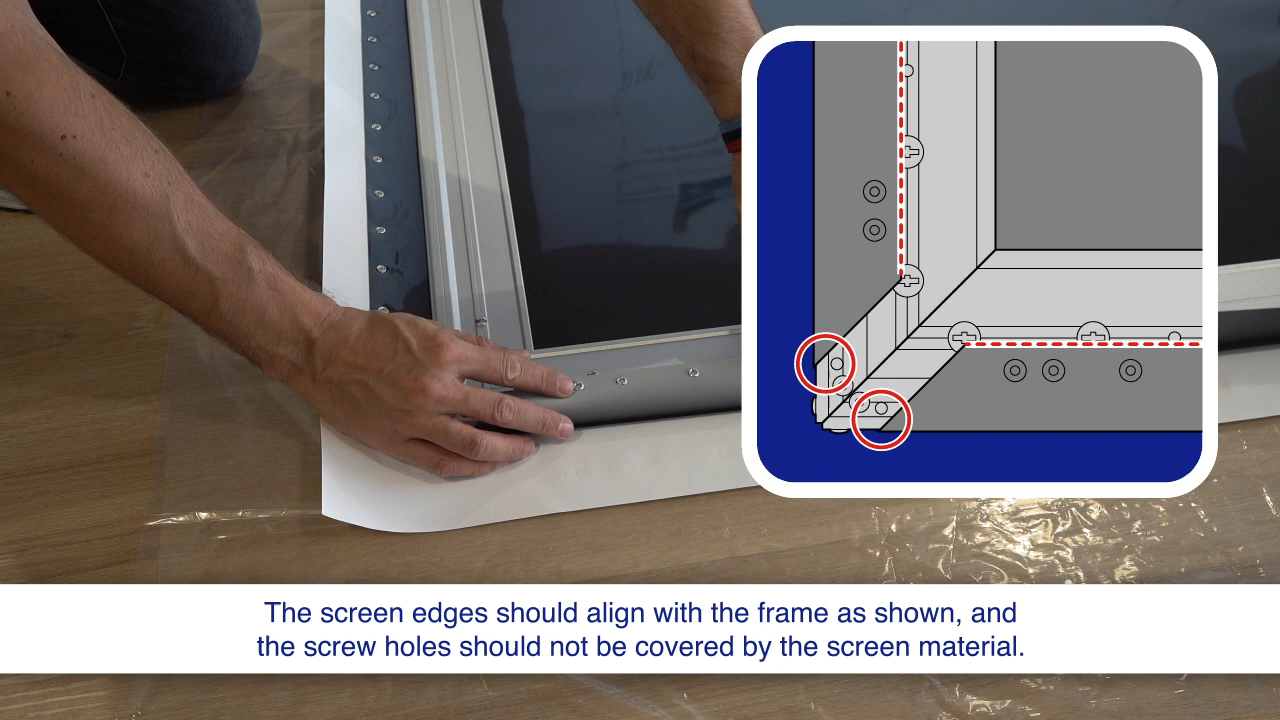 The screen edges should align with the frame as shown, and
the screw holes should not be covered by the screen material.